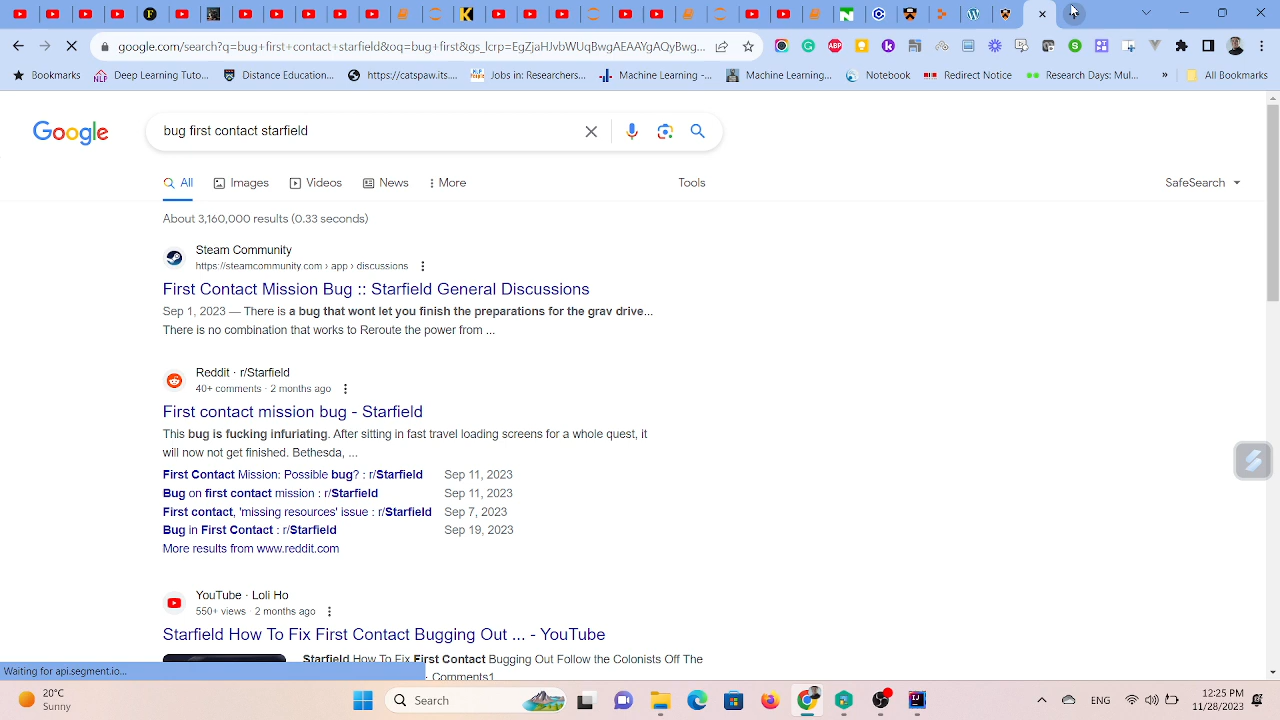 google.com/search?q=bug+first+contact+starfield&oq=bug+first&gs_lcrp=EgZjaHJvbWUqBwgAEAAYgAQyBwg...
Bookmarks
Deep Learning Tuto...
Distance Education...
https://catspaw.its....
Jobs in: Researchers...
Machine Learning -...
Machine Learning...
Notebook
Redirect Notice
Research Days: Mul...
»
All Bookmarks
Google
bug first contact starfield
All
Images
Videos
News
More
Tools
SafeSearch
About 3,160,000 results (0.33 seconds)
Steam Community
https://steamcommunity.com › app › discussions
First Contact Mission Bug :: Starfield General Discussions
Sep 1, 2023 — There is a bug that wont let you finish the preparations for the grav drive...
There is no combination that works to Reroute the power from ...
Reddit · r/Starfield
40+ comments · 2 months ago
First contact mission bug - Starfield
This bug is fucking infuriating. After sitting in fast travel loading screens for a whole quest, it
will now not get finished. Bethesda, ...
First Contact Mission: Possible bug? : r/Starfield Sep 11, 2023
Bug on first contact mission : r/Starfield Sep 11, 2023
First contact, 'missing resources' issue : r/Starfield Sep 7, 2023
Bug in First Contact : r/Starfield Sep 19, 2023
More results from www.reddit.com
YouTube · Loli Ho
550+ views · 2 months ago
Starfield How To Fix First Contact Bugging Out ... - YouTube
Starfield How To Fix First Contact Bugging Out Follow the Colonists Off The
. Comments1
Waiting for api.segment.io...
20°C
Sunny
Search
ENG
12:25 PM
11/28/2023